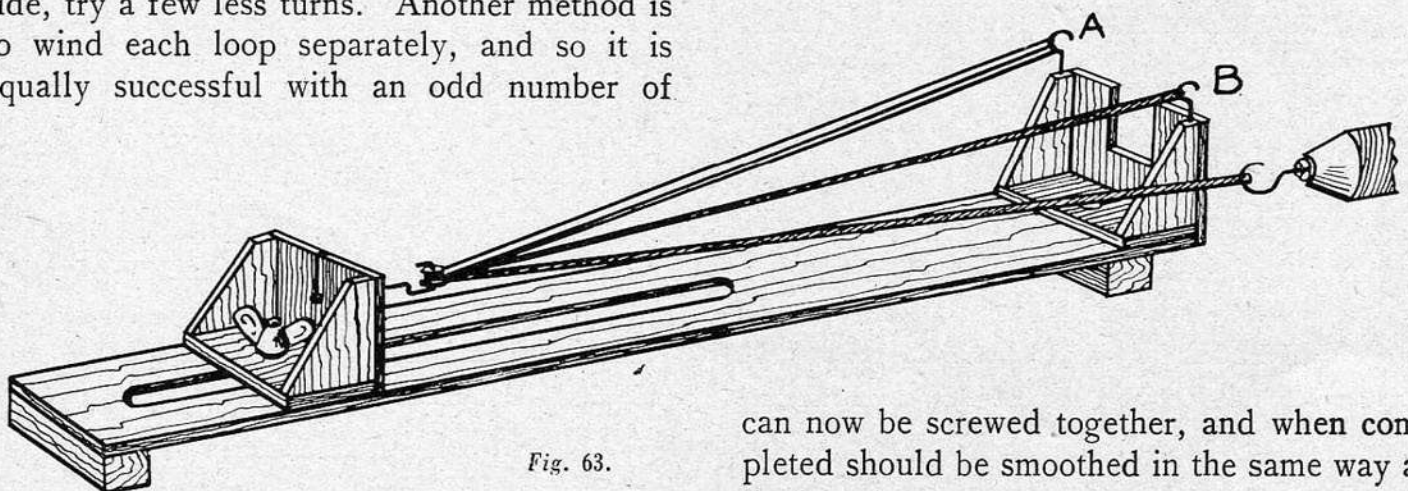 ide, try a few less turns. Another method is
o wind each loop separately, and so it is
qually successful with an odd number of
A
B
Fig. 63.
can now be screwed together, and when com
pleted should be smoothed in the same way a